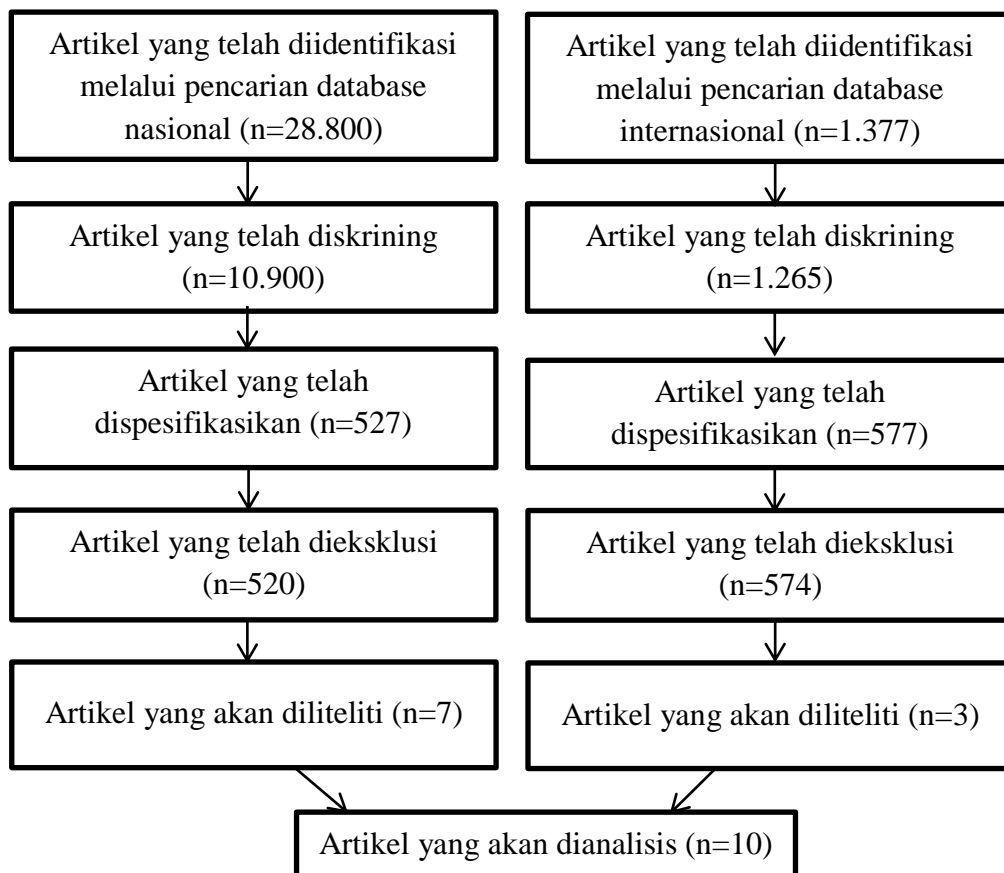 Artikel yang telah diidentifikasi
melalui pencarian database
nasional (n=28.800)
Artikel yang telah diskrining
(n=10.900)
Artikel yang telah
dispesifikasikan (n=527)
Artikel yang telah dieksklusi
(n=520)
Artikel yang akan diliteliti (n=7)
Artikel yang telah diidentifikasi
melalui pencarian database
internasional (n=1.377)
Artikel yang telah diskrining
(n=1.265)
Artikel yang telah
dispesifikasikan (n=577)
Artikel yang telah dieksklusi
(n=574)
Artikel yang akan diliteliti (n=3)
Artikel yang akan dianalisis (n=10)